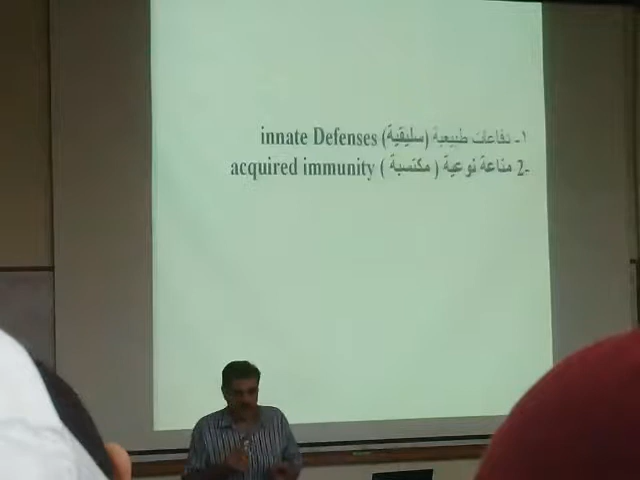 ١- دفاعات طبيعية (سليقية) innate Defenses
2- مناعة نوعية ( مكتسبة ) acquired immunity